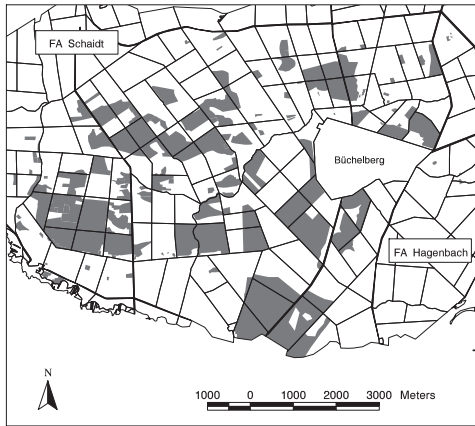 FA Schaidt
Büchelberg
FA Hagenbach
N
1000 0 1000 2000 3000 Meters